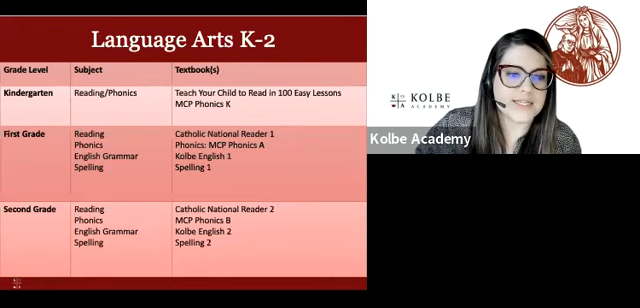 Language Arts K-2
Grade Level Subject Textbook(s)
Kindergarten Reading/Phonics Teach Your Child to Read in 100 Easy Lessons
MCP Phonics K
First Grade Reading Catholic National Reader 1
Phonics Phonics: MCP Phonics A
English Grammar Kolbe English 1
Spelling Spelling 1
Second Grade Reading Catholic National Reader 2
Phonics MCP Phonics B
English Grammar Kolbe English 2
Spelling Spelling 2
KOLBE
ACADEMY
Kolbe Academy